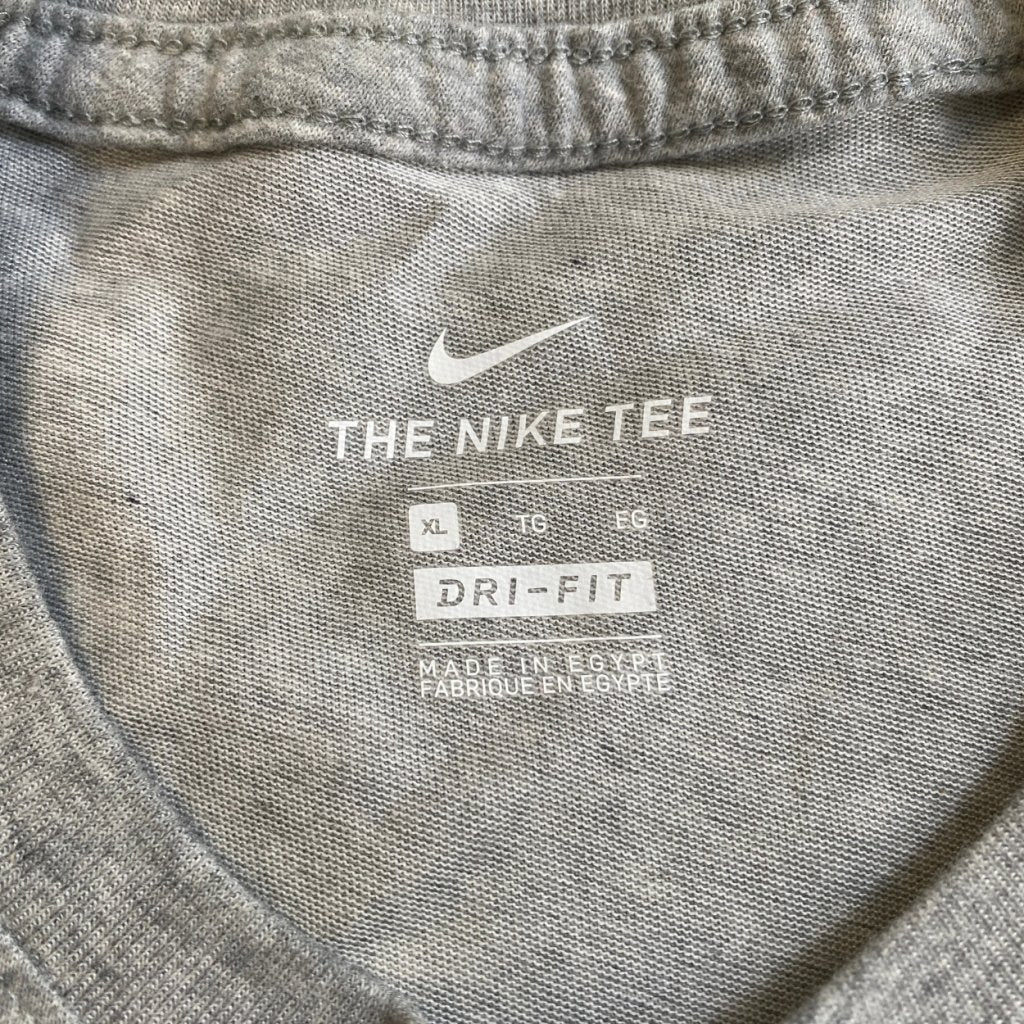 THE NIKE TEE
XL TG EG
DRI-FIT
MADE IN EGYPT
FABRIQUE EN EGYPTE